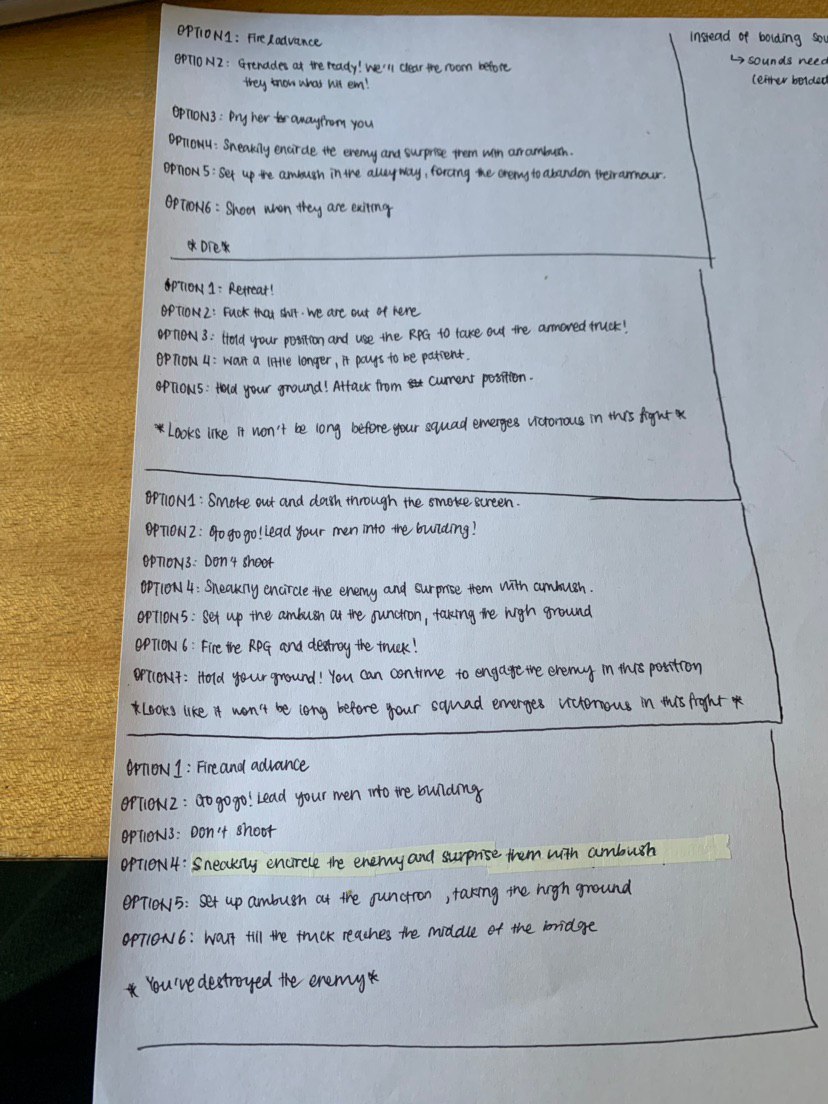 OPTION1: Fire & advance
OPTION2: Grenades at the ready! We'll clear the room before
they know what hit em!
OPTION3: Pry her away from you
OPTION4: Sneakily encircle the enemy and surprise them with an ambush.
OPTION 5: Set up the ambush in the alleyway, forcing the enemy to abandon their armour.
OPTION6: Shoot when they are exiting
*Die*
OPTION 1: Retreat!
OPTION 2: Fuck that shit. We are out of here
OPTION 3: Hold your position and use the RPG to take out the armored truck!
OPTION 4: Wait a little longer, it pays to be patient.
OPTION5: Hold your ground! Attack from current position.
*Looks like it won't be long before your squad emerges victorious in this fight*
OPTION1: Smoke out and dash through the smoke screen.
OPTION2: Go go go! Lead your men into the building!
OPTION3: Don't shoot
OPTION 4: Sneakily encircle the enemy and surprise them with ambush.
OPTION5: Set up the ambush at the junction, taking the high ground
OPTION 6: Fire the RPG and destroy the truck!
OPTION7: Hold your ground! You can continue to engage the enemy in this position
*Looks like it won't be long before your squad emerges victorious in this fight*
OPTION 1: Fire and advance
OPTION2: Go go go! Lead your men into the building
OPTION3: Don't shoot
OPTION4: Sneakily encircle the enemy and surprise them with ambush
OPTION5: Set up ambush at the junction, taking the high ground
OPTION6: Wait till the truck reaches the middle of the bridge
*You've destroyed the enemy*
instead of bolding sou
↳ sounds need
(either bolded